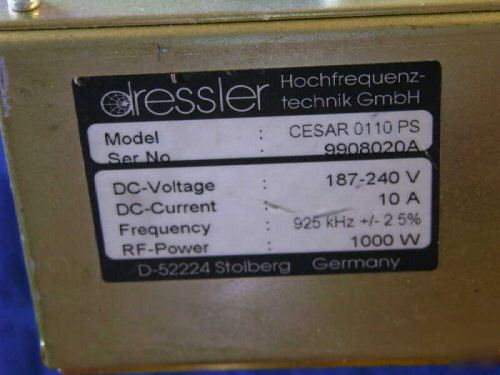 dressler Hochfrequenz-
technik GmbH
Model : CESAR 0110 PS
Ser No 9908020A
DC-Voltage : 187-240 V
DC-Current : 10 A
Frequency : 925 kHz +/- 2 5%
RF-Power : 1000 W
D-52224 Stolberg Germany